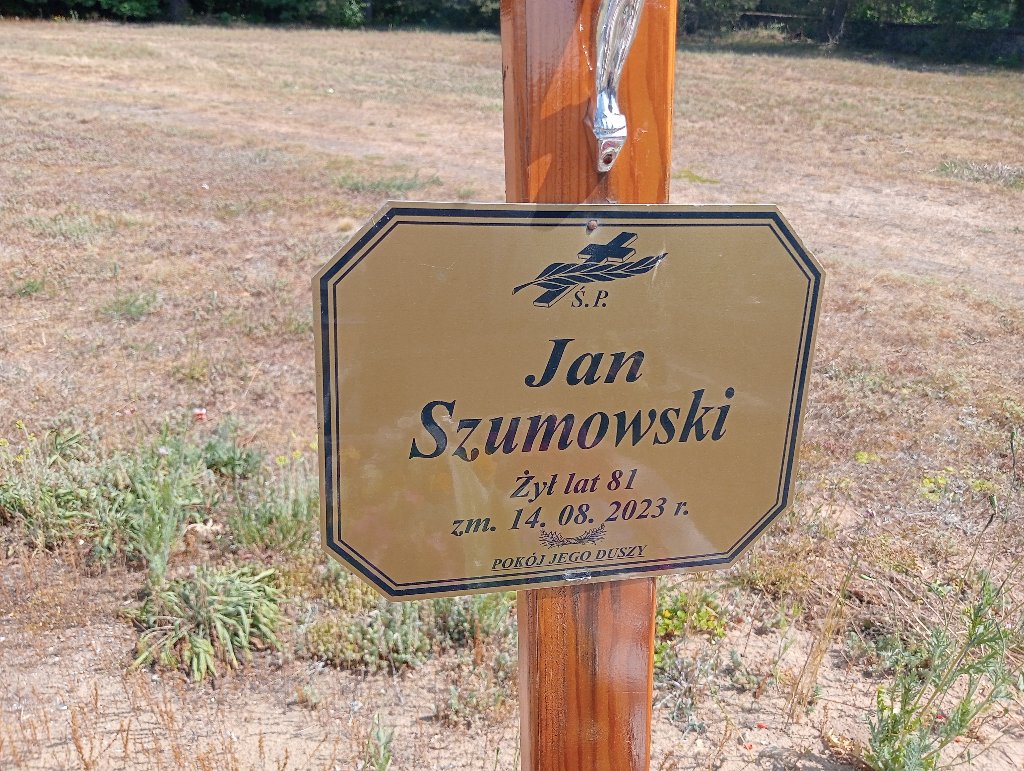 Ś.P.
Jan
Szumowski
Żył lat 81
zm. 14. 08. 2023 r.
POKÓJ JEGO DUSZY